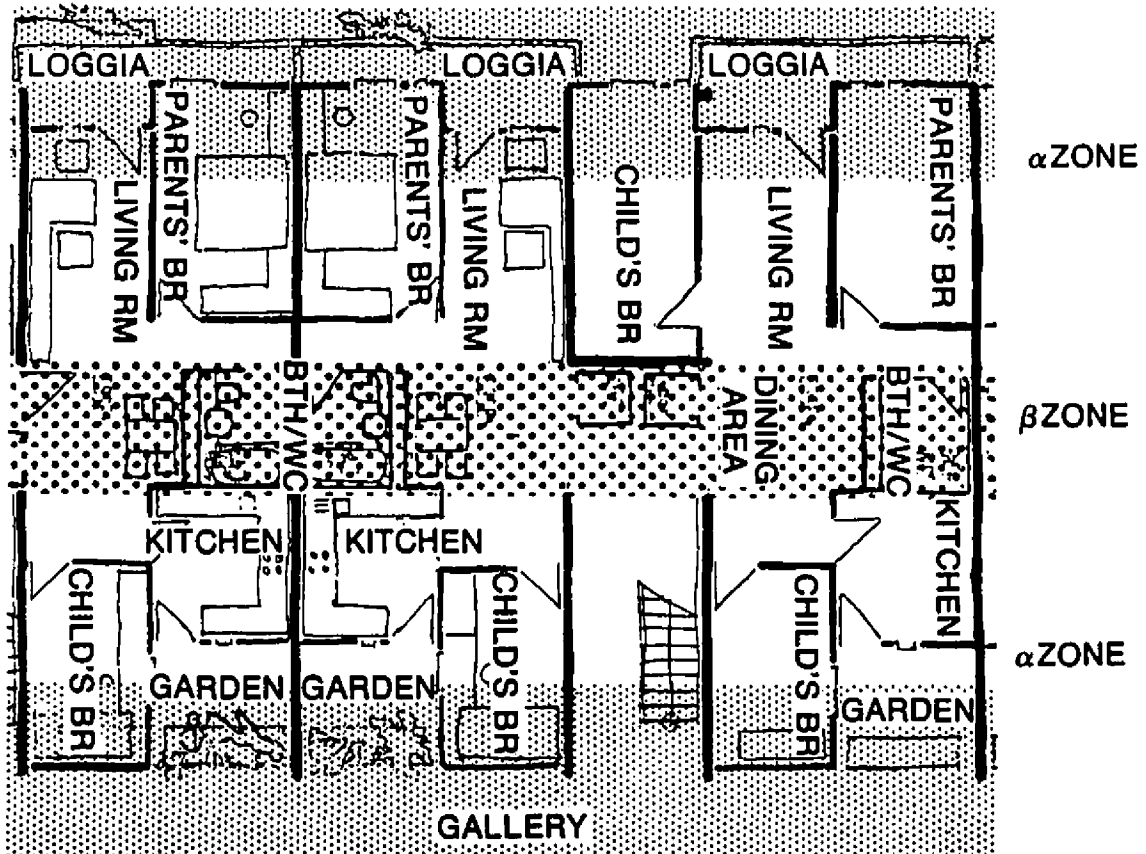 LOGGIA
LOGGIA
LOGGIA
PARENTS' BR
PARENTS' BR
CHILD'S BR
PARENTS' BR
αZONE
LIVING RM
LIVING RM
LIVING RM
BTH/WC
DINING
AREA
BTH/WC
βZONE
KITCHEN
KITCHEN
KITCHEN
CHILD'S BR
CHILD'S BR
CHILD'S BR
αZONE
GARDEN
GARDEN
GARDEN
GALLERY